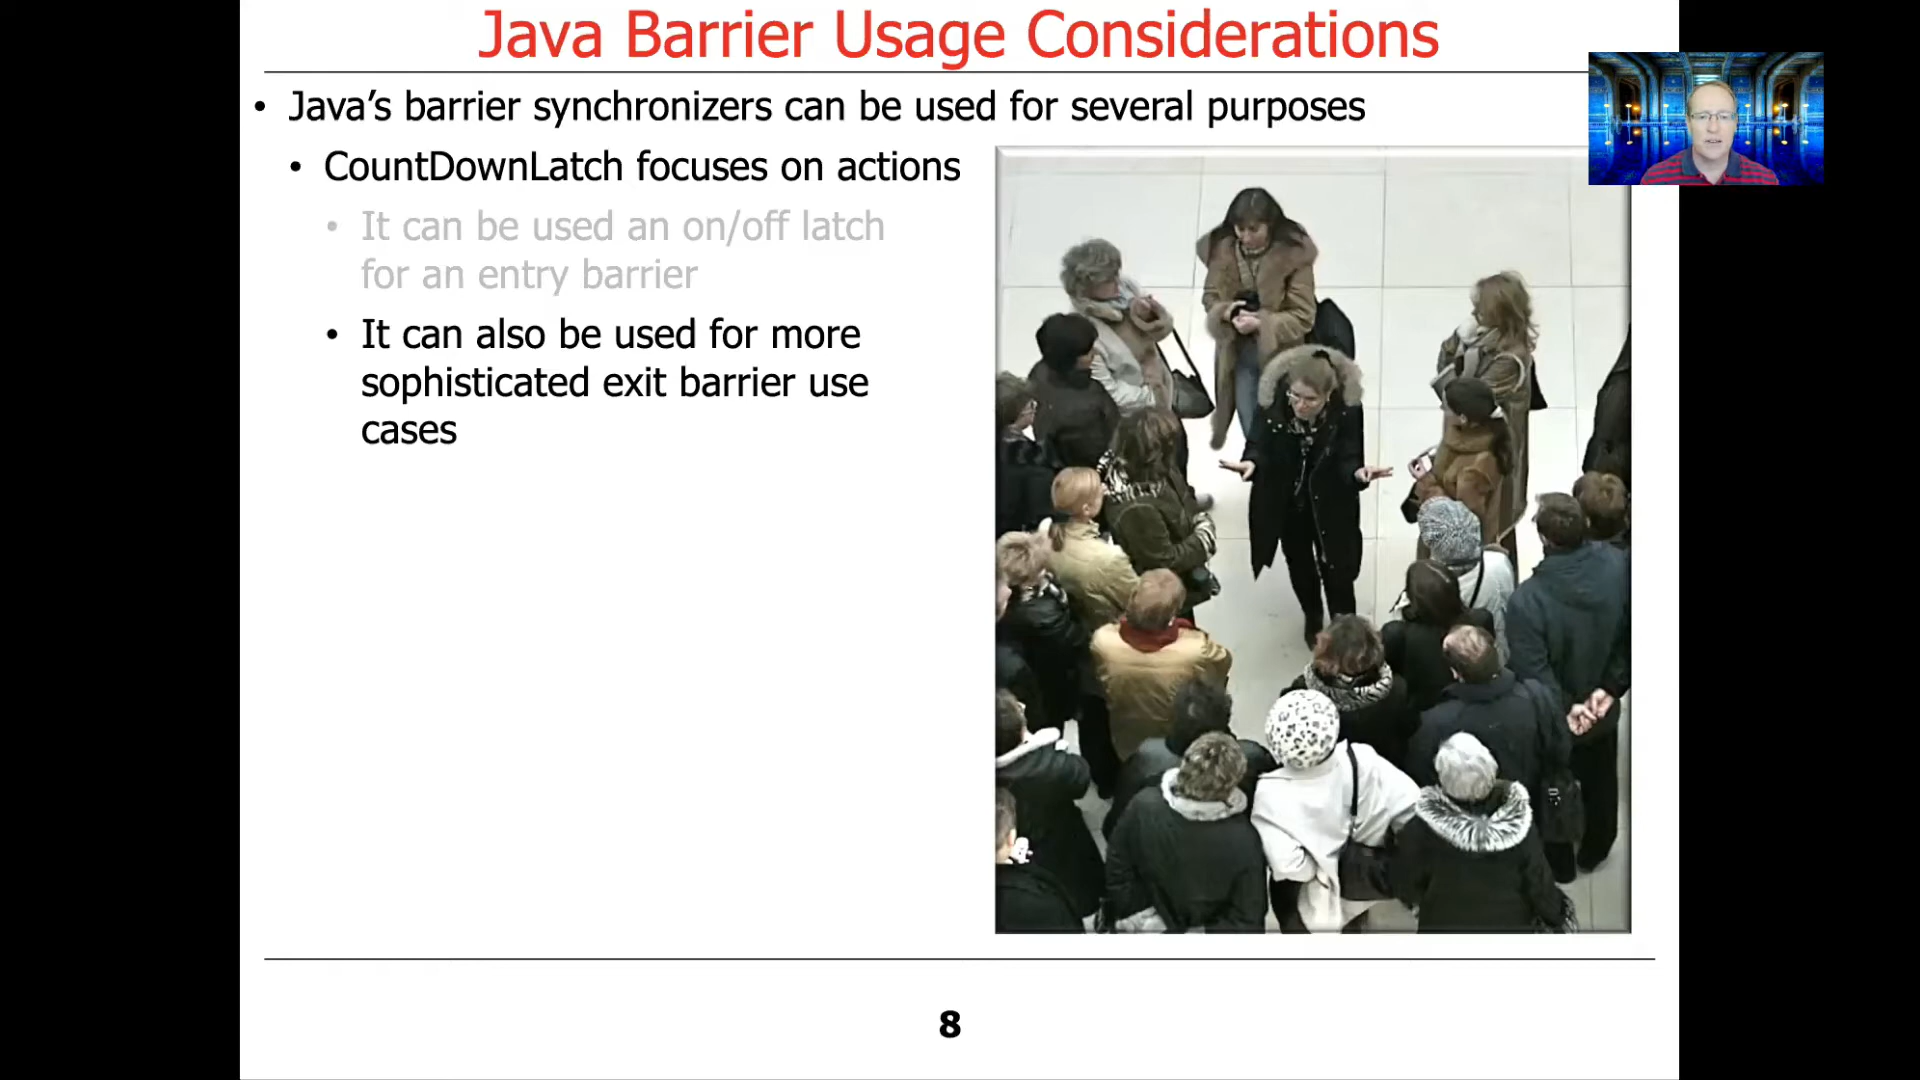 Java Barrier Usage Considerations
• Java’s barrier synchronizers can be used for several purposes
• CountDownLatch focuses on actions
• It can be used an on/off latch
for an entry barrier
• It can also be used for more
sophisticated exit barrier use
cases
8